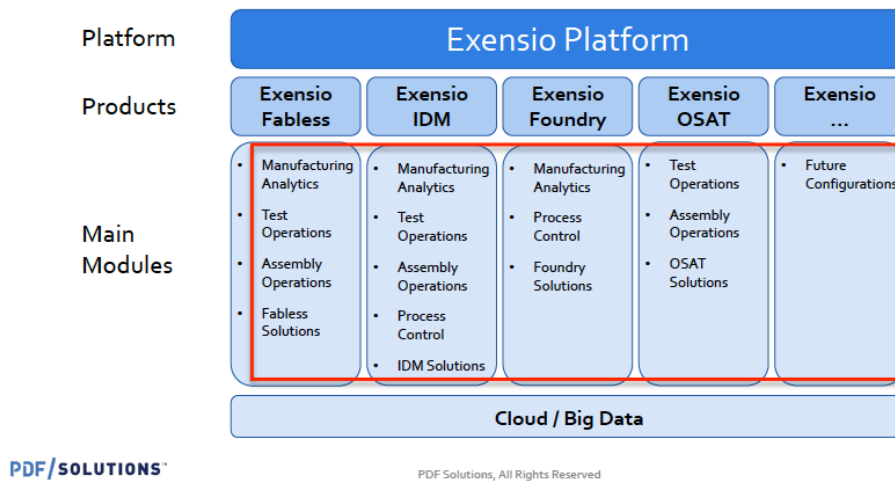 Platform
Exensio Platform
Products
Exensio
Fabless
Exensio
IDM
Exensio
Foundry
Exensio
OSAT
Exensio
...
Main
Modules
• Manufacturing
Analytics
• Test
Operations
• Assembly
Operations
• Fabless
Solutions
• Manufacturing
Analytics
• Test
Operations
• Assembly
Operations
• Process
Control
• IDM Solutions
• Manufacturing
Analytics
• Process
Control
• Foundry
Solutions
• Test
Operations
• Assembly
Operations
• OSAT
Solutions
• Future
Configurations
Cloud / Big Data
PDF/SOLUTIONS™
PDF Solutions, All Rights Reserved